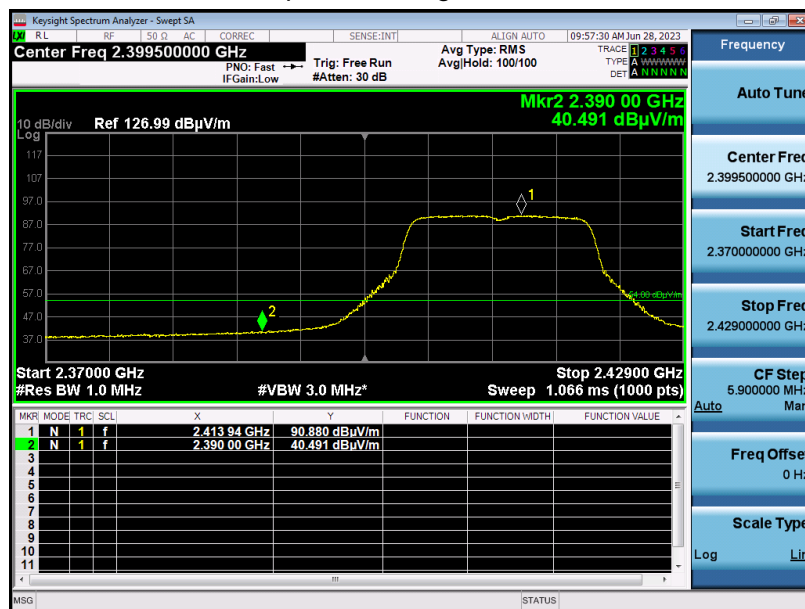 Keysight Spectrum Analyzer - Swept SA
LXI RL RF 50 Ω AC CORREC SENSE:INT ALIGN AUTO 09:57:30 AM Jun 28, 2023
Center Freq 2.399500000 GHz
PNO: Fast
IFGain:Low
Trig: Free Run
#Atten: 30 dB
Avg Type: RMS
Avg|Hold: 100/100
TRACE 1 2 3 4 5 6
TYPE A WWWWW
DET A N N N N N
Mkr2 2.390 00 GHz
40.491 dBµV/m
10 dB/div Ref 126.99 dBµV/m
Log
117
107
97.0
87.0
77.0
67.0
57.0
47.0
37.0
1
2
54.00 dBµV/m
Start 2.37000 GHz Stop 2.42900 GHz
#Res BW 1.0 MHz #VBW 3.0 MHz* Sweep 1.066 ms (1000 pts)
MKR MODE TRC SCL X Y FUNCTION FUNCTION WIDTH FUNCTION VALUE
1 N 1 f 2.413 94 GHz 90.880 dBµV/m
2 N 1 f 2.390 00 GHz 40.491 dBµV/m
3
4
5
6
7
8
9
10
11
MSG STATUS
Frequency
Auto Tune
Center Freq
2.399500000 GHz
Start Freq
2.370000000 GHz
Stop Freq
2.429000000 GHz
CF Step
5.900000 MHz
Auto Man
Freq Offset
0 Hz
Scale Type
Log Lin